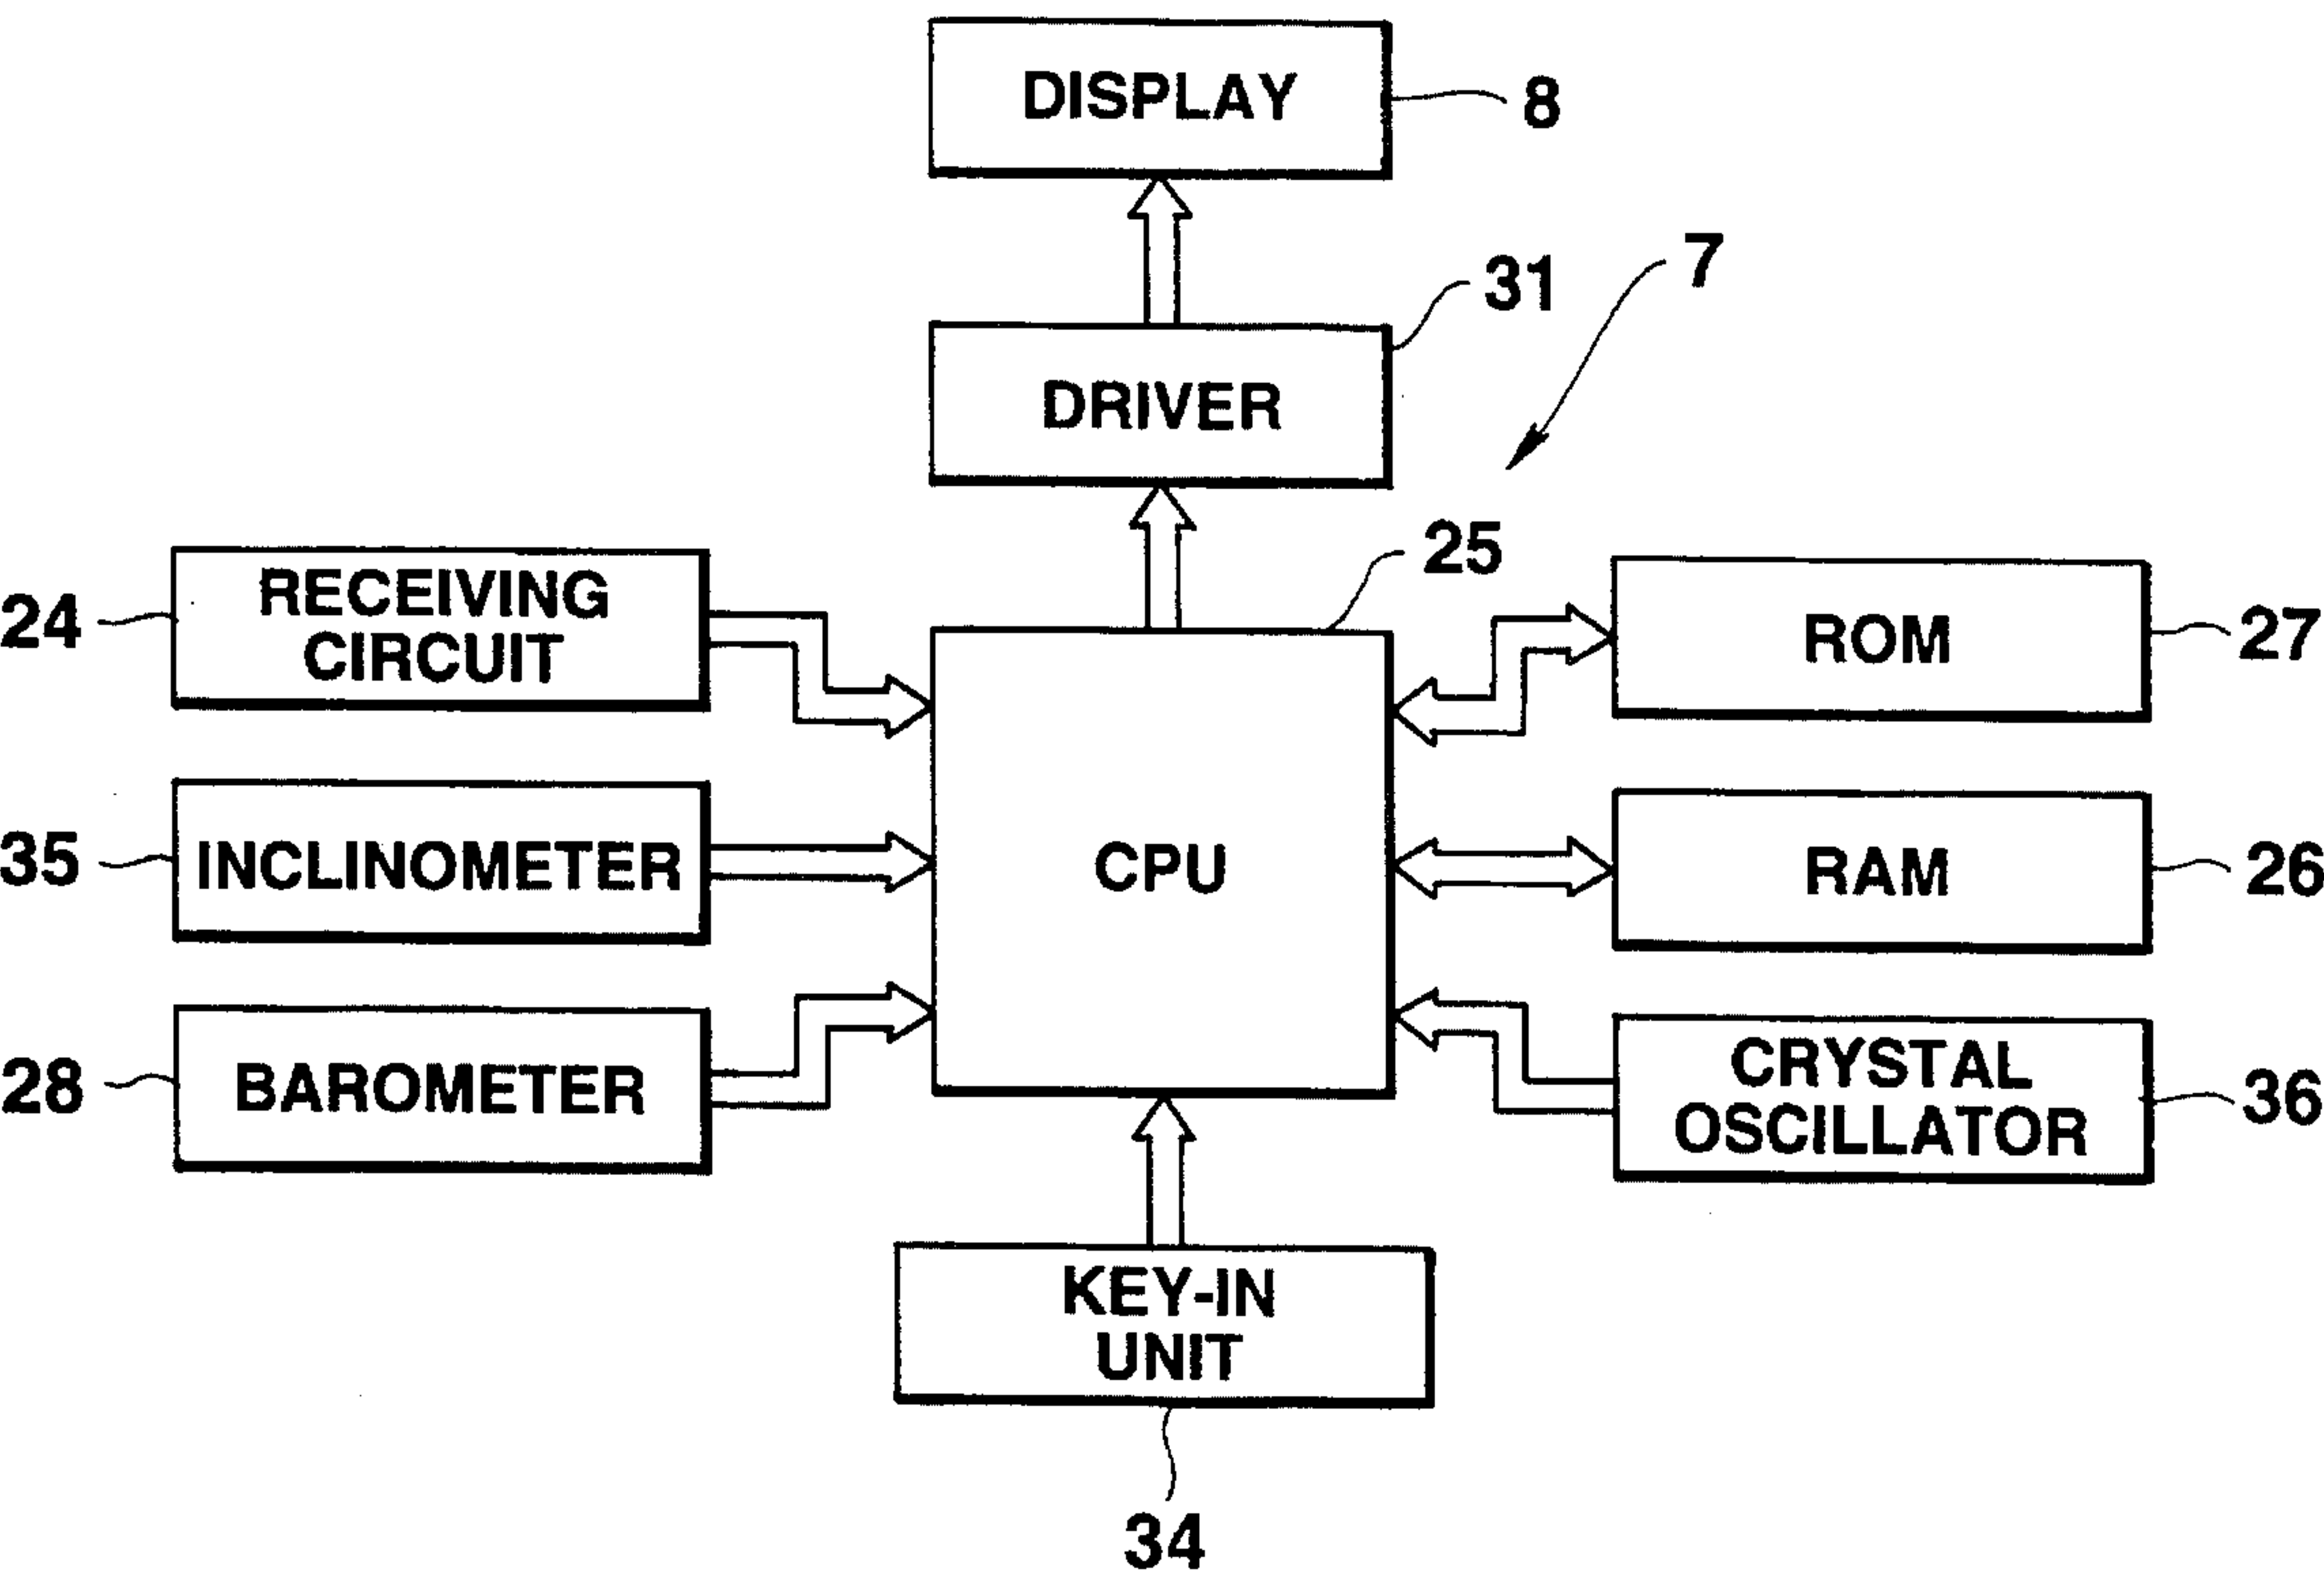 DISPLAY
8
7
31
DRIVER
25
24
RECEIVING
CIRCUIT
ROM
27
35
INCLINOMETER
CPU
RAM
26
28
BAROMETER
CRYSTAL
OSCILLATOR
36
KEY-IN
UNIT
34